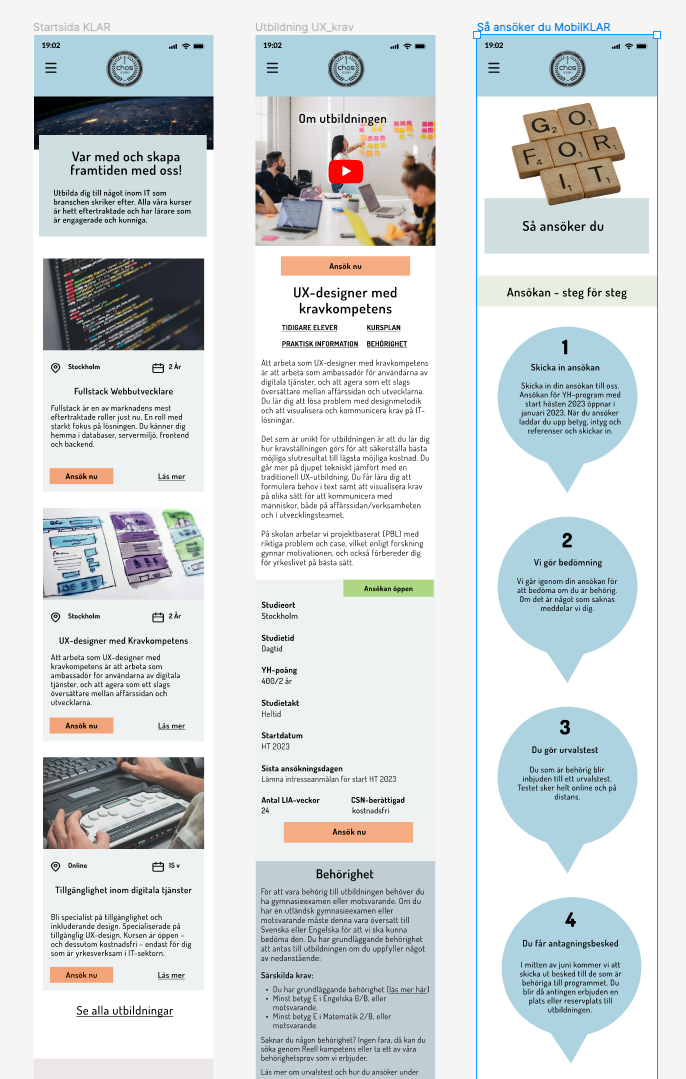 Startsida KLAR
19:02
chas
Var med och skapa
framtiden med oss!
Utbilda dig till något inom IT som
branschen skriker efter. Alla våra kurser
är hett eftertraktade och har lärare som
är engagerade och kunniga.
Stockholm
2 År
Fullstack Webbutvecklare
Fullstack är en av marknadens mest
eftertraktade roller just nu. En roll med
starkt fokus på lösningen. Du känner dig
hemma i databaser, servermiljö, frontend
och backend.
Ansök nu
Läs mer
Stockholm
2 År
UX-designer med Kravkompetens
Att arbeta som UX-designer med
kravkompetens är att arbeta som
ambassadör för användarna av digitala
tjänster, och att agera som ett slags
översättare mellan affärssidan och
utvecklarna.
Ansök nu
Läs mer
Online
15 v
Tillgänglighet inom digitala tjänster
Bli specialist på tillgänglighet och
inkluderande design. Specialiserade på
tillgänglig UX-design. Kursen är öppen –
och dessutom kostnadsfri – endast för dig
som är yrkesverksam i IT-sektorn.
Ansök nu
Läs mer
Se alla utbildningar
Utbildning UX_krav
19:02
chas
Om utbildningen
Ansök nu
UX-designer med
kravkompetens
TIDIGARE ELEVER
KURSPLAN
PRAKTISK INFORMATION
BEHÖRIGHET
Att arbeta som UX-designer med kravkompetens
är att arbeta som ambassadör för användarna av
digitala tjänster, och att agera som ett slags
översättare mellan affärssidan och utvecklarna.
Du lär dig att lösa problem med designmetodik
och att visualisera och kommunicera krav på IT-
lösningar.
Det som är unikt för utbildningen är att du lär dig
hur kravställningen görs för att säkerställa bästa
möjliga slutresultat till lägsta möjliga kostnad. Du
går mer på djupet tekniskt jämfört med en
traditionell UX-utbildning. Du får lära dig att
formulera behov i text samt att visualisera krav
på olika sätt för att kommunicera med
människor, både på affärssidan/verksamheten
och i utvecklingsteamet.
På skolan arbetar vi projektbaserat (PBL) med
riktiga problem och case, vilket enligt forskning
gynnar motivationen, och också förbereder dig
för yrkeslivet på bästa sätt.
Ansökan öppen
Studieort
Stockholm
Studietid
Dagtid
YH-poäng
400/2 år
Studietakt
Heltid
Startdatum
HT 2023
Sista ansökningsdagen
Lämna intresseanmälan för start HT 2023
Antal LIA-veckor
24
CSN-berättigad
kostnadsfri
Ansök nu
Behörighet
För att vara behörig till utbildningen behöver du
ha gymnasieexamen eller motsvarande. Om du
har en utländsk gymnasieexamen eller
motsvarande måste denna vara översatt till
Svenska eller Engelska för att vi ska kunna
bedöma den. Du har grundläggande behörighet
att antas till utbildningen om du uppfyller något
av nedanstående:
Särskilda krav:
• Du har grundläggande behörighet (läs mer här)
• Minst betyg E i Engelska 6/B, eller
motsvarande.
• Minst betyg E i Matematik 2/B, eller
motsvarande.
Saknar du någon behörighet? Ingen fara, då kan du
söka genom Reell kompetens eller ta ett av våra
behörighetsprov som vi erbjuder.
Läs mer om urvalstest och hur du ansöker under
Så ansöker du MobilKLAR
19:02
chas
GO
FOR
IT
Så ansöker du
Ansökan - steg för steg
1
Skicka in ansökan
Skicka in din ansökan till oss.
Ansökan för YH-program med
start hösten 2023 öppnar i
januari 2023. När du ansöker
laddar du upp betyg, intyg och
referenser och skickar in.
2
Vi gör bedömning
Vi går igenom din ansökan för
att bedöma om du är behörig.
Om det är något som saknas
meddelar vi dig.
3
Du gör urvalstest
Du som är behörig blir
inbjuden till ett urvalstest.
Testet sker helt online och på
distans.
4
Du får antagningsbesked
I mitten av juni kommer vi att
skicka ut besked till de som är
behöriga till programmet. Du
blir då antingen erbjuden en
plats eller reservplats till
utbildningen.